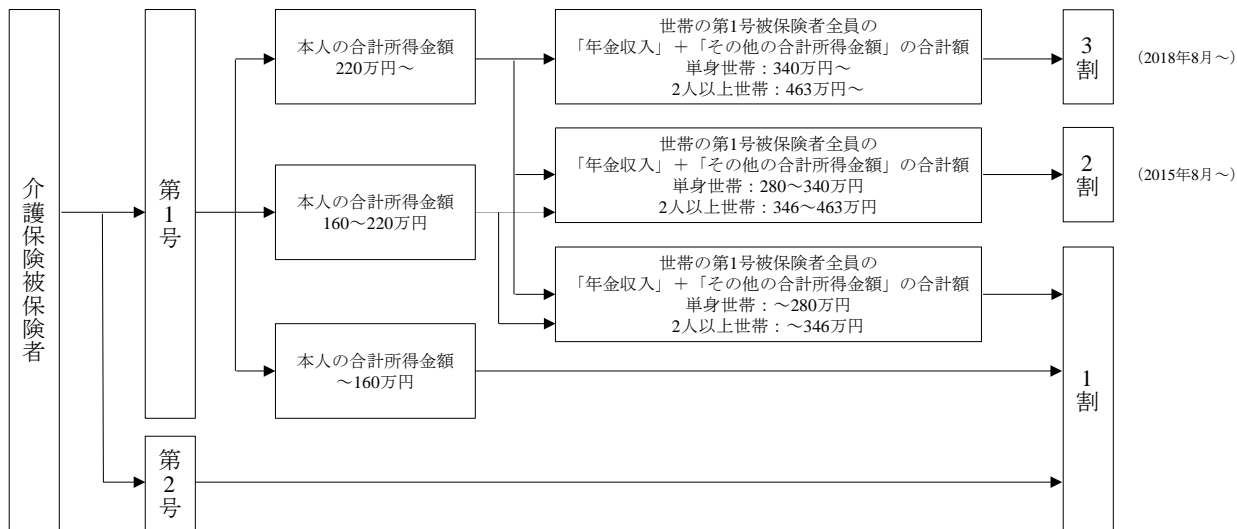 介護保険被保険者
第1号
第2号
本人の合計所得金額
220万円～
本人の合計所得金額
160～220万円
本人の合計所得金額
～160万円
世帯の第1号被保険者全員の
「年金収入」＋「その他の合計所得金額」の合計額
単身世帯：340万円～
2人以上世帯：463万円～
世帯の第1号被保険者全員の
「年金収入」＋「その他の合計所得金額」の合計額
単身世帯：280～340万円
2人以上世帯：346～463万円
世帯の第1号被保険者全員の
「年金収入」＋「その他の合計所得金額」の合計額
単身世帯：～280万円
2人以上世帯：～346万円
3割
（2018年8月～）
2割
（2015年8月～）
1割